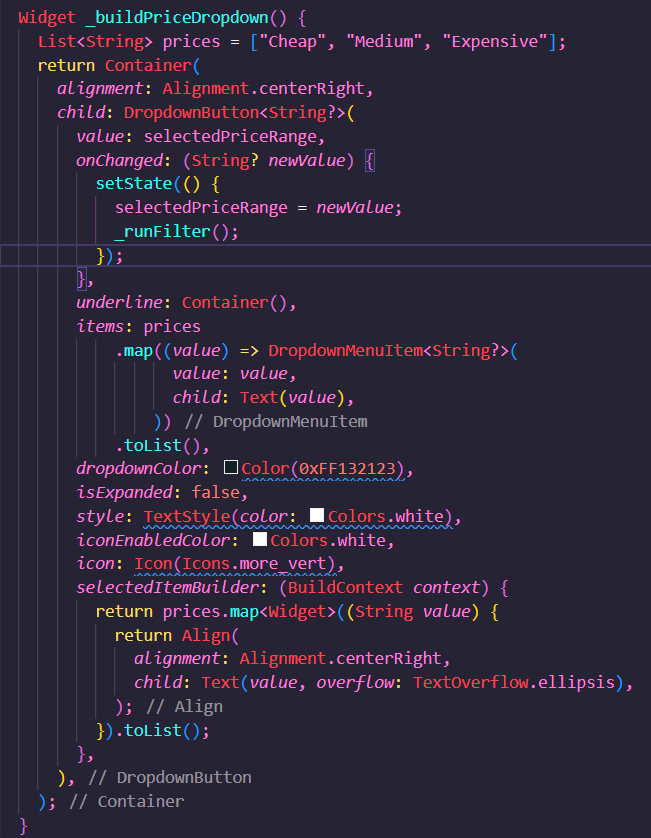 Widget _buildPriceDropdown() {
  List<String> prices = ["Cheap", "Medium", "Expensive"];
  return Container(
    alignment: Alignment.centerRight,
    child: DropdownButton<String?>(
      value: selectedPriceRange,
      onChanged: (String? newValue) {
        setState(() {
          selectedPriceRange = newValue;
          _runFilter();
        });
      },
      underline: Container(),
      items: prices
          .map((value) => DropdownMenuItem<String?>(
                value: value,
                child: Text(value),
              )) // DropdownMenuItem
          .toList(),
      dropdownColor: Color(0xFF132123),
      isExpanded: false,
      style: TextStyle(color: Colors.white),
      iconEnabledColor: Colors.white,
      icon: Icon(Icons.more_vert),
      selectedItemBuilder: (BuildContext context) {
        return prices.map<Widget>((String value) {
          return Align(
            alignment: Alignment.centerRight,
            child: Text(value, overflow: TextOverflow.ellipsis),
          ); // Align
        }).toList();
      },
    ), // DropdownButton
  ); // Container
}